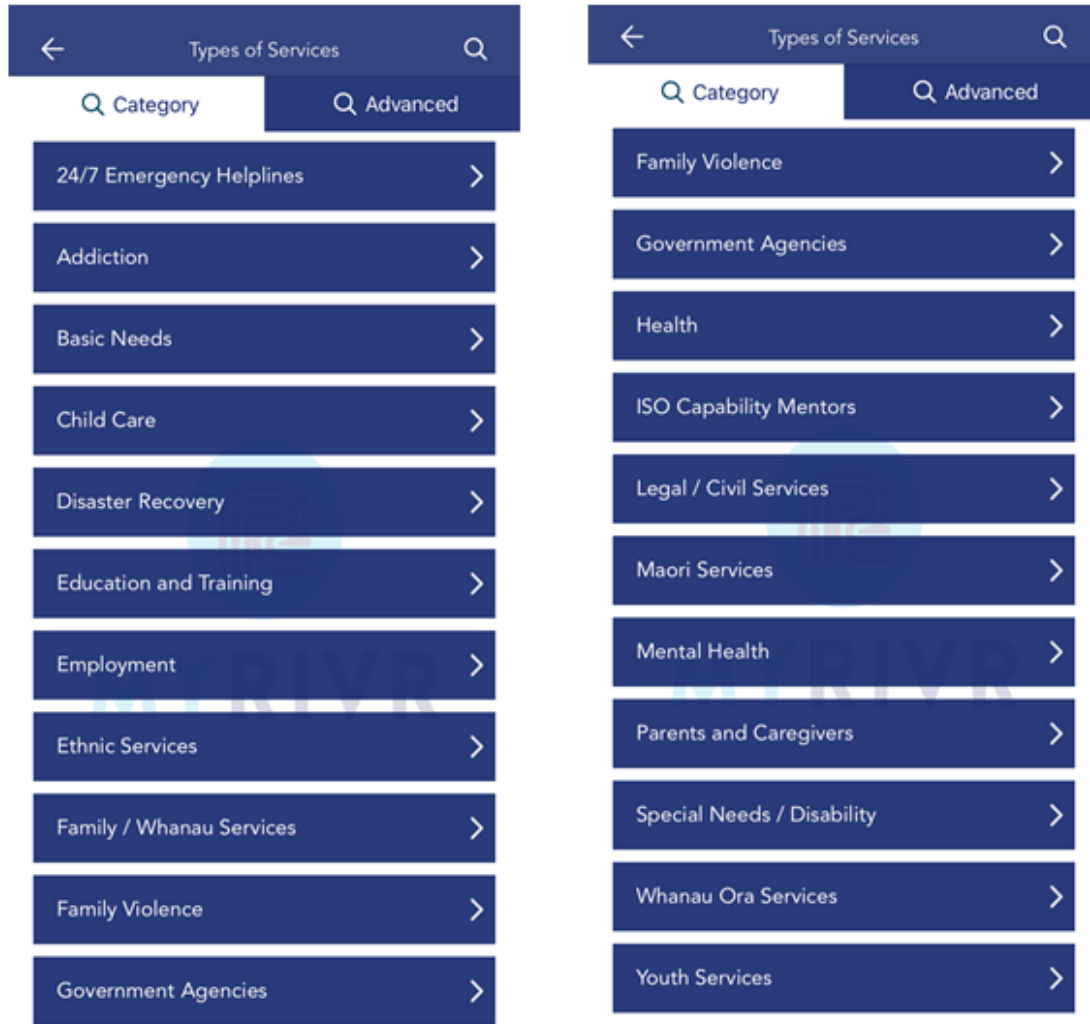 Types of Services
Category
Advanced
24/7 Emergency Helplines
Addiction
Basic Needs
Child Care
Disaster Recovery
Education and Training
Employment
Ethnic Services
Family / Whanau Services
Family Violence
Government Agencies
MYRIVR
Types of Services
Category
Advanced
Family Violence
Government Agencies
Health
ISO Capability Mentors
Legal / Civil Services
Maori Services
Mental Health
Parents and Caregivers
Special Needs / Disability
Whanau Ora Services
Youth Services
MYRIVR